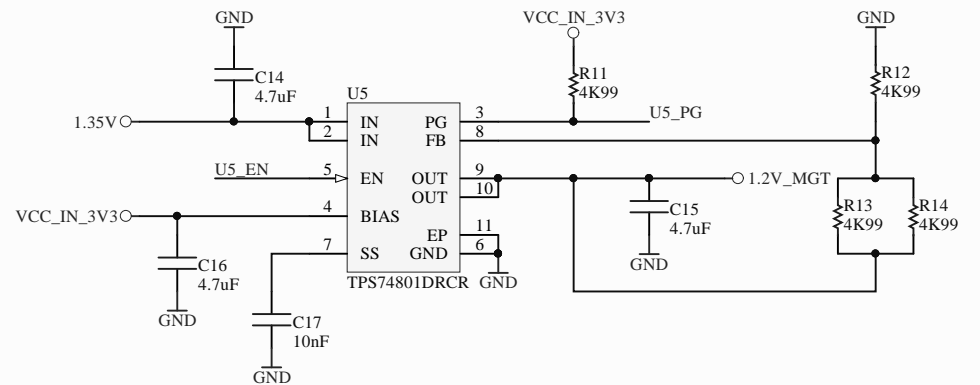 GND
VCC_IN_3V3
GND
C14
4.7uF
R11
4K99
R12
4K99
U5
1.35V
1
IN
PG
3
U5_PG
2
IN
FB
8
U5_EN
5
EN
OUT
9
1.2V_MGT
OUT
10
VCC_IN_3V3
4
BIAS
C15
4.7uF
R13
4K99
R14
4K99
EP
11
7
SS
GND
6
GND
C16
4.7uF
TPS74801DRCR
GND
GND
C17
10nF
GND